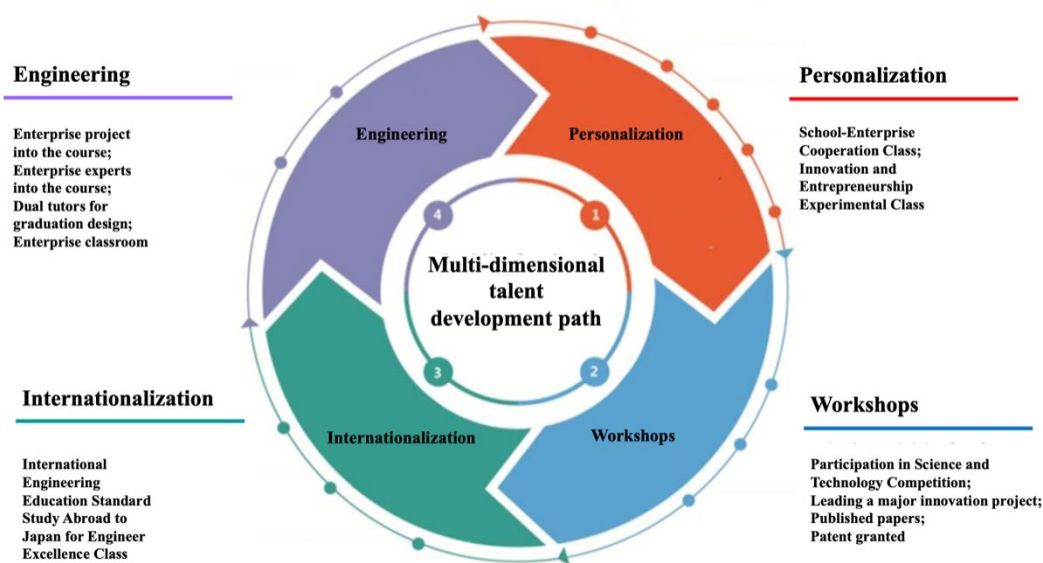 Engineering
Enterprise project
into the course;
Enterprise experts
into the course;
Dual tutors for
graduation design;
Enterprise classroom
Personalization
School-Enterprise
Cooperation Class;
Innovation and
Entrepreneurship
Experimental Class
Engineering
Personalization
4
1
Multi-dimensional
talent
development path
3
2
Internationalization
Workshops
Internationalization
International
Engineering
Education Standard
Study Abroad to
Japan for Engineer
Excellence Class
Workshops
Participation in Science and
Technology Competition;
Leading a major innovation project;
Published papers;
Patent granted